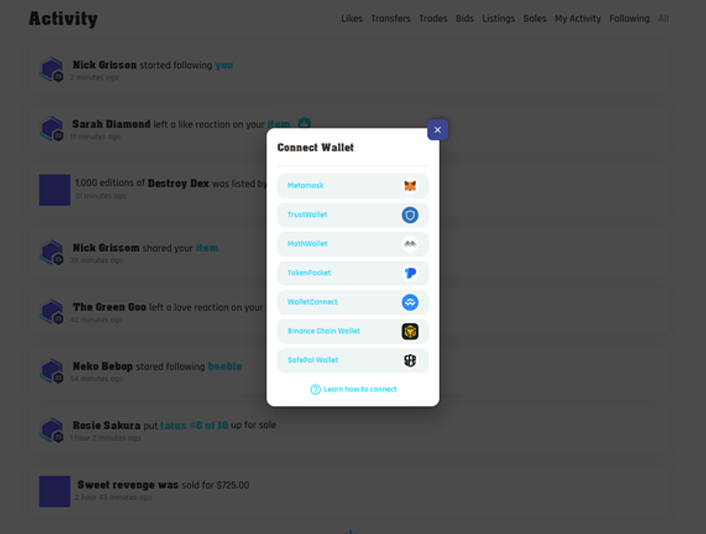 Activity
Likes Transfers Trades Bids Listings Sales My Activity Following All
Nick Grisson started following you
2 minutes ago
Sarah Diamond left a like reaction on your item
17 minutes ago
Connect Wallet
1,000 editions of Destroy Dex was listed by
31 minutes ago
Metamask
TrustWallet
MathWallet
Nick Grissom shared your item
39 minutes ago
TokenPocket
WalletConnect
The Green Goo left a love reaction on your
42 minutes ago
Binance Chain Wallet
SafePal Wallet
Neko Bebop stared following beeble
54 minutes ago
Learn how to connect
Rosie Sakura put tatus #6 of 10 up for sale
1 hour 2 minutes ago
Sweet revenge was sold for $725.00
2 hour 45 minutes ago